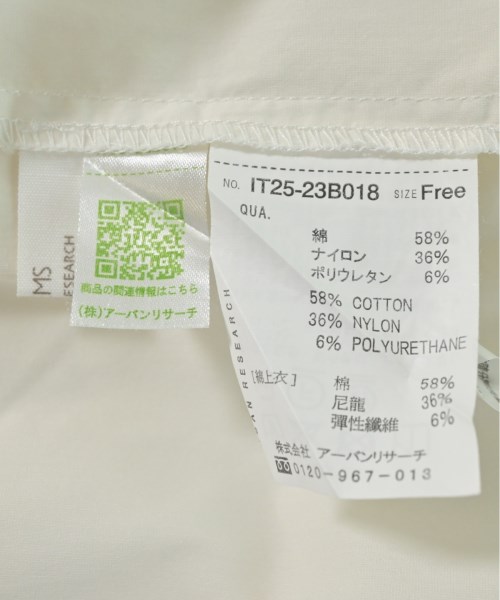 MS
ESEARCH
商品の関連情報はこちら
(株)アーバンリサーチ
NO. IT25-23B018 SIZE Free
QUA.
綿 58%
ナイロン 36%
ポリウレタン 6%
58% COTTON
36% NYLON
6% POLYURETHANE
[棉上衣] 棉 58%
尼龍 36%
彈性纖維 6%
株式会社 アーバンリサーチ
0120-967-013
AN RESEARCH